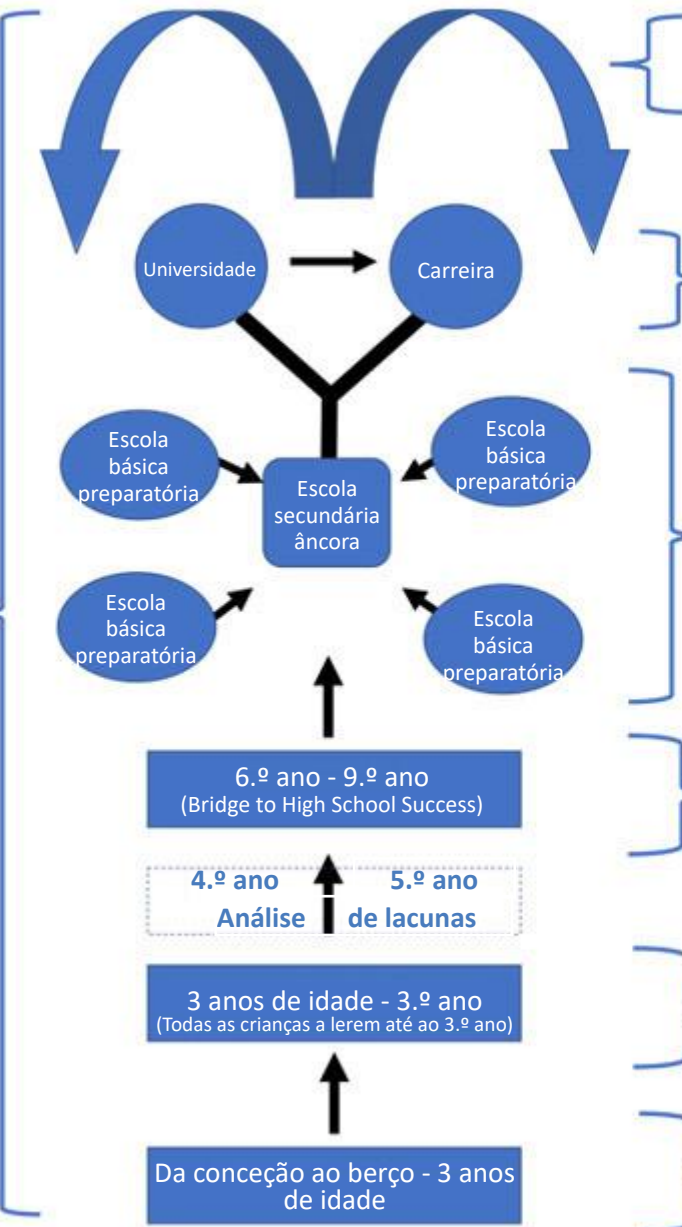 Universidade
Carreira
Escola
básica
preparatória
Escola
básica
preparatória
Escola
secundária
âncora
Escola
básica
preparatória
Escola
básica
preparatória
6.º ano - 9.º ano
(Bridge to High School Success)
4.º ano 5.º ano
Análise de lacunas
3 anos de idade - 3.º ano
(Todas as crianças a lerem até ao 3.º ano)
Da conceção ao berço - 3 anos
de idade